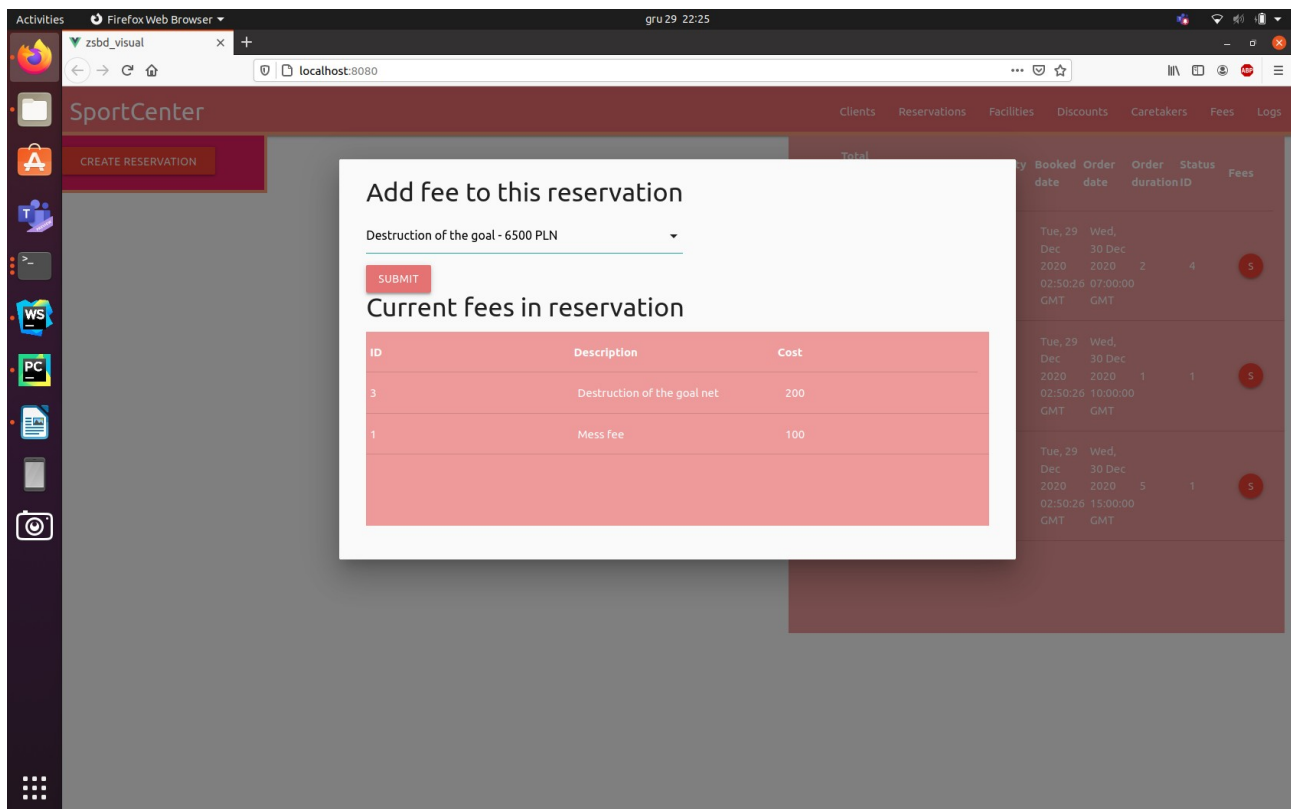 Activities
Firefox Web Browser
gru 29 22:25
zsbd_visual
localhost:8080
ABP
SportCenter
Clients Reservations Facilities Discounts Caretakers Fees Logs
CREATE RESERVATION
Add fee to this reservation
Destruction of the goal - 6500 PLN
SUBMIT
Current fees in reservation
ID Description Cost
3 Destruction of the goal net 200
1 Mess fee 100
Total
Booked Order Order Status
date date duration ID
Fees
Tue, 29 Wed,
Dec 30 Dec
2020 2020 2 4 S
02:50:26 07:00:00
GMT GMT
Tue, 29 Wed,
Dec 30 Dec
2020 2020 1 1 S
02:50:26 10:00:00
GMT GMT
Tue, 29 Wed,
Dec 30 Dec
2020 2020 5 1 S
02:50:26 15:00:00
GMT GMT
WS
PC